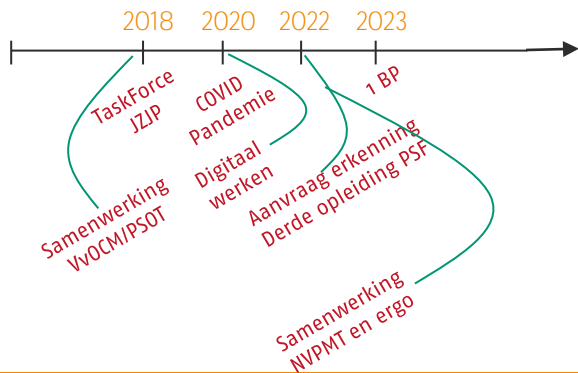 2018 2020 2022 2023
TaskForce
JZJP
COVID
Pandemie
1 BP
Digitaal
werken
Aanvraag erkenning
Derde opleiding PSF
Samenwerking
VvOCM/PSOT
Samenwerking
NVPMT en ergo